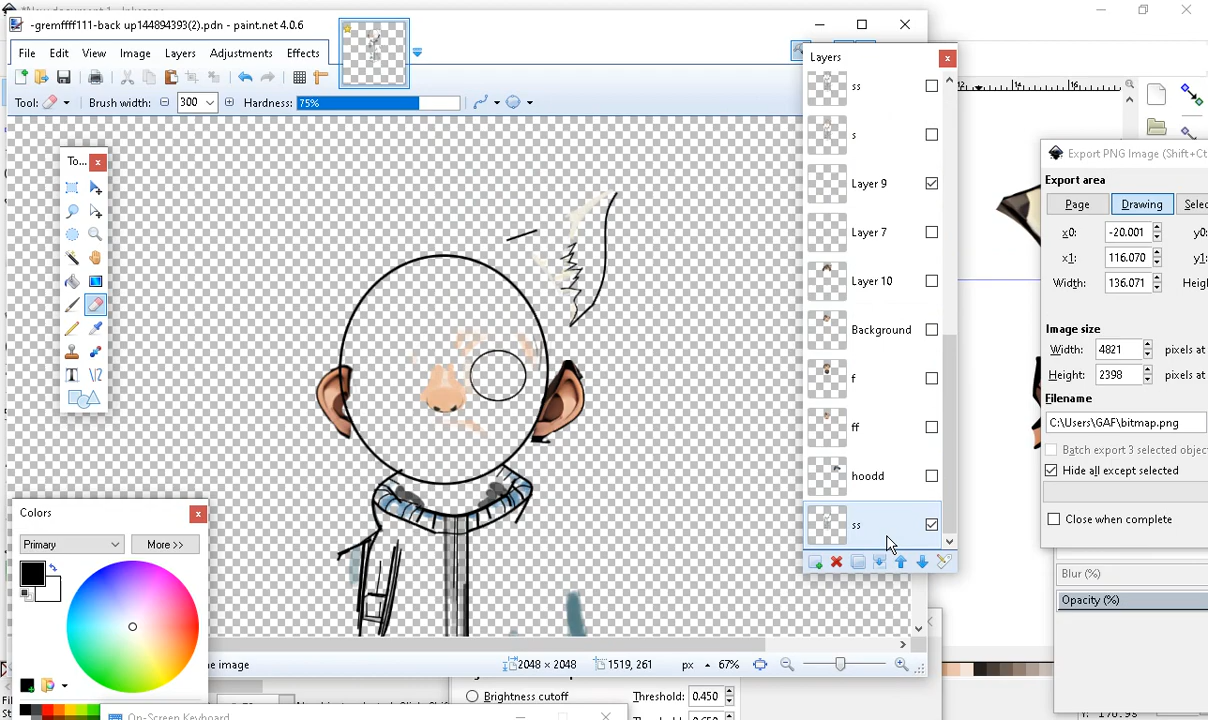 -gremffff111-back up144894393(2).pdn - paint.net 4.0.6
File Edit View Image Layers Adjustments Effects
Tool: Brush width: 300 Hardness: 75%
To... x
Layers x
ss
s
Layer 9
Layer 7
Layer 10
Background
f
ff
hoodd
ss
Colors x
Primary More >>
2048 × 2048 1519, 261 px 67%
Export PNG Image (Shift+Ct
Export area
Page Drawing Selec
x0: -20.001
x1: 116.070
Width: 136.071 Heigh
Image size
Width: 4821 pixels at
Height: 2398 pixels at
Filename
C:\Users\GAF\bitmap.png
Batch export 3 selected object
Hide all except selected
Close when complete
Blur (%)
Opacity (%)
Brightness cutoff Threshold: 0.450
On-Screen Keyboard